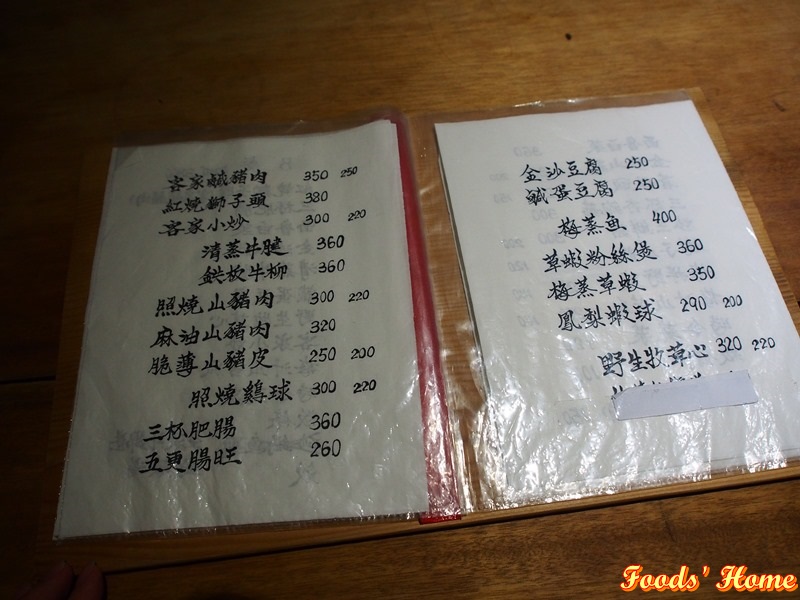 客家鹹豬肉 350 250
紅燒獅子頭 380
客家小炒 300 220
清蒸牛腱 360
鉄板牛柳 360
照燒山豬肉 300 220
麻油山豬肉 320
脆薄山豬皮 250 200
照燒鷄球 300 220
三杯肥腸 360
五更腸旺 260
金沙豆腐 250
鹹蛋豆腐 250
梅蒸魚 400
草蝦粉絲煲 360
梅蒸草蝦 350
鳳梨蝦球 290 200
野生牧草心 320 220
Foods' Home